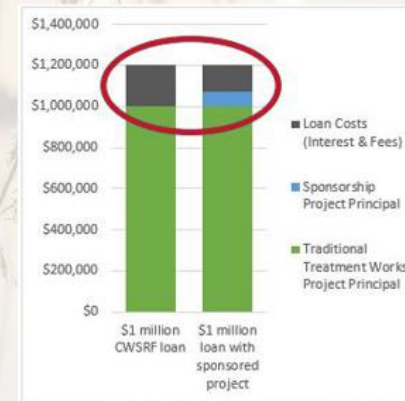 $1,400,000
$1,200,000
$1,000,000
$800,000
$600,000
$400,000
$200,000
$0
$1 million
CWSRF loan
$1 million
loan with
sponsored
project
Loan Costs
(Interest & Fees)
Sponsorship
Project Principal
Traditional
Treatment Works
Project Principal